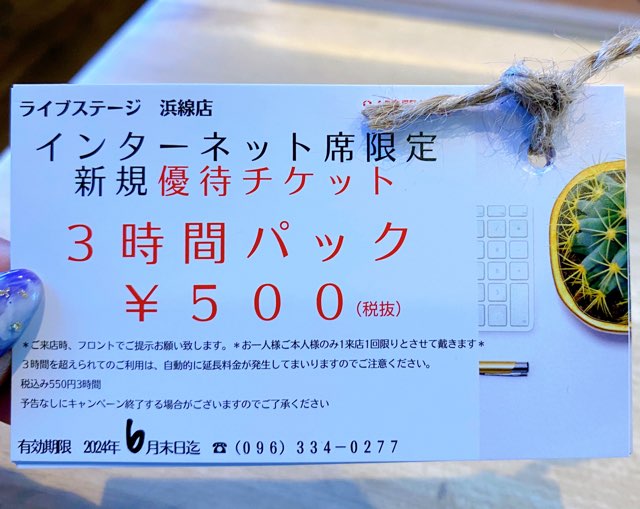 ライブステージ　浜線店
インターネット席限定
新規優待チケット
３時間パック
￥５００(税抜)
＊ご来店時、フロントでご提示お願い致します。＊お一人様ご本人様のみ1来店1回限りとさせて戴きます＊
３時間を超えられてのご利用は、自動的に延長料金が発生してまいりますのでご注意ください。
税込み550円3時間
予告なしにキャンペーン終了する場合がございますのでご了承ください
有効期限　2024年6月末日迄　☎(096)334-0277